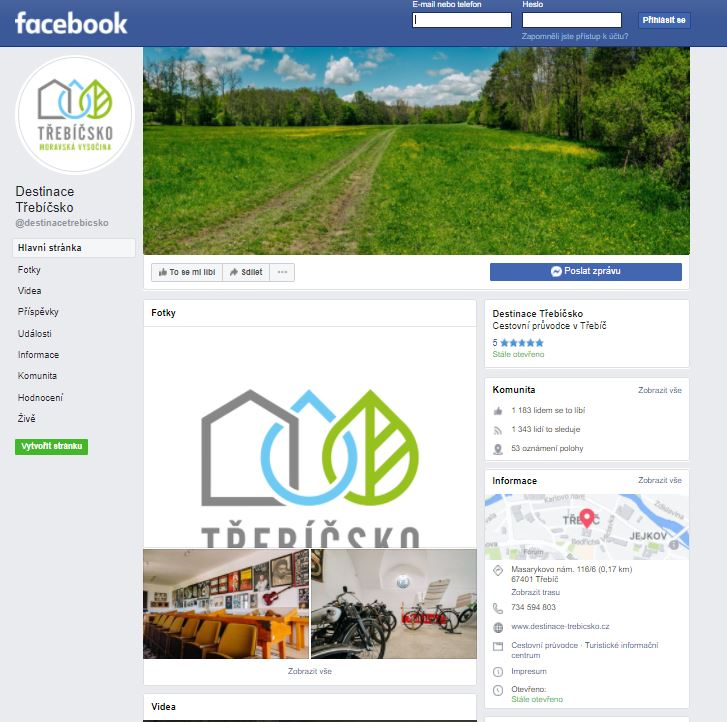 facebook
E-mail nebo telefon
Heslo
Přihlásit se
Zapomněli jste přístup k účtu?
TŘEBÍČSKO
MORAVSKÁ VYSOČINA
Destinace
Třebíčsko
@destinacetrebicsko
Hlavní stránka
Fotky
Videa
Příspěvky
Události
Informace
Komunita
Hodnocení
Živě
Vytvořit stránku
To se mi líbí
Sdílet
Poslat zprávu
Fotky
TŘEBÍČSKO
Zobrazit vše
Videa
Destinace Třebíčsko
Cestovní průvodce v Třebíč
5
Stále otevřeno
Komunita
Zobrazit vše
1 183 lidem se to líbí
1 343 lidí to sleduje
53 oznámení polohy
Informace
Zobrazit vše
Karlovo nám.
Zdislavina
TŘEBÍČ
Bedřicha
JEJKOV
Fórum
Masarykovo nám. 116/6 (0,17 km)
67401 Třebíč
Zobrazit trasu
734 594 803
www.destinace-trebicsko.cz
Cestovní průvodce · Turistické informační
centrum
Impresum
Otevřeno:
Stále otevřeno